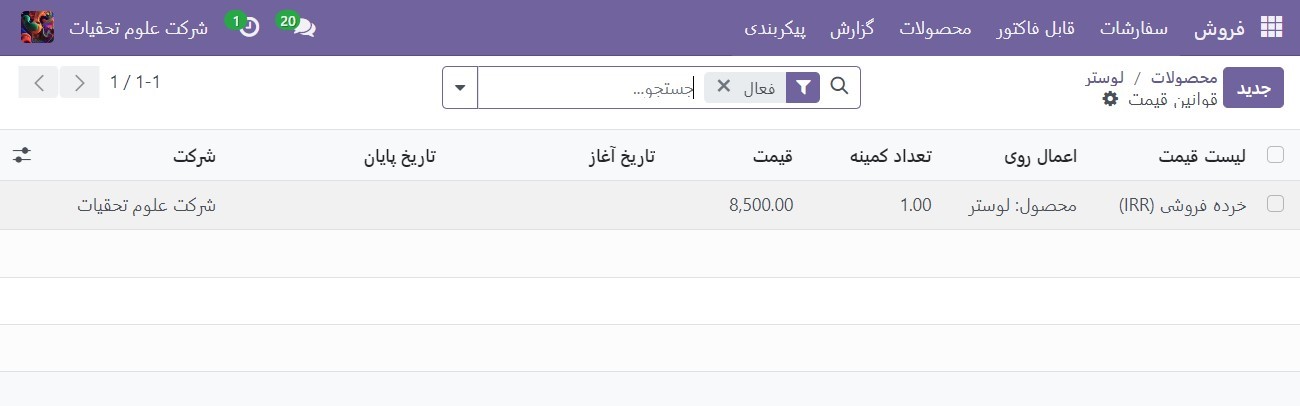 فروش سفارشات قابل فاکتور محصولات گزارش پیکربندی 20 1 شرکت علوم تحقیات
جدید محصولات / لوستر فعال جستجو... 1 / 1-1
قوانین قیمت
لیست قیمت اعمال روی تعداد کمینه قیمت تاریخ آغاز تاریخ پایان شرکت
خرده فروشی (IRR) محصول: لوستر 1.00 8,500.00 شرکت علوم تحقیات